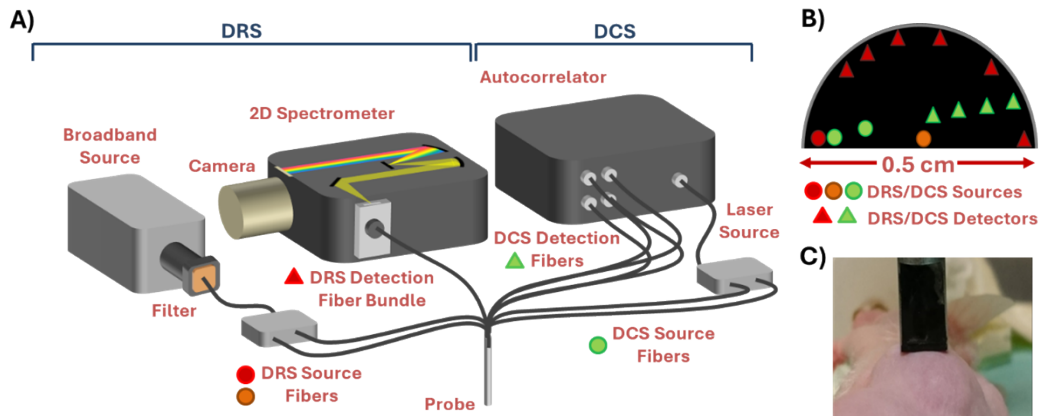 A)
DRS
DCS
B)
Autocorrelator
2D Spectrometer
Broadband
Source
Camera
0.5 cm
DRS/DCS Sources
DRS/DCS Detectors
Laser
Source
DCS Detection
Fibers
DRS Detection
Fiber Bundle
Filter
C)
DCS Source
Fibers
DRS Source
Fibers
Probe